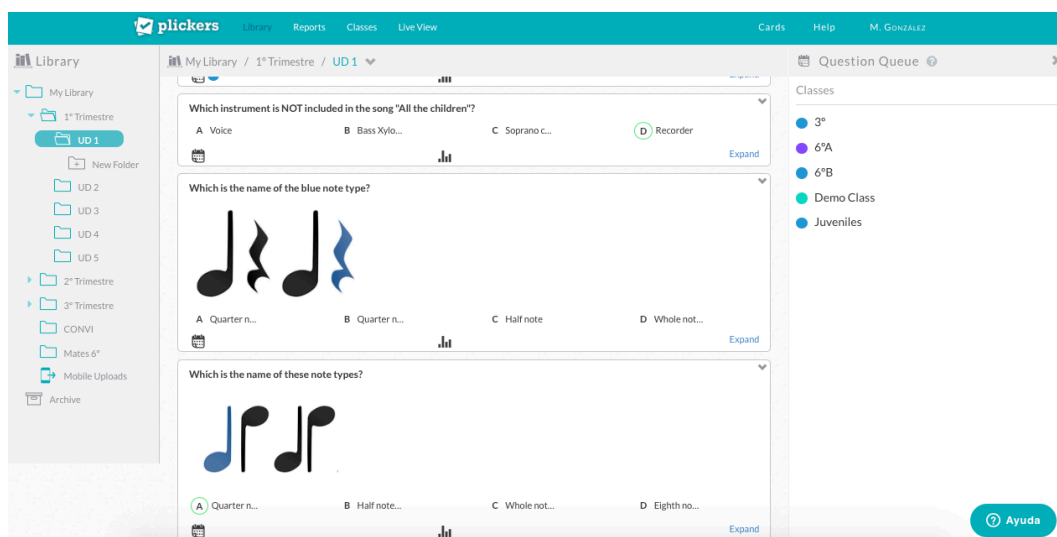 plickers Library Reports Classes Live View Cards Help M. GONZÁLEZ
Library
My Library / 1º Trimestre / UD 1
Question Queue
My Library
1º Trimestre
UD 1
New Folder
UD 2
UD 3
UD 4
UD 5
2º Trimestre
3º Trimestre
CONVI
Mates 6º
Mobile Uploads
Archive
Expand
Which instrument is NOT included in the song "All the children"?
A Voice B Bass Xylo... C Soprano c... D Recorder
Expand
Which is the name of the blue note type?
A Quarter n... B Quarter n... C Half note D Whole not...
Expand
Which is the name of these note types?
A Quarter n... B Half note... C Whole not... D Eighth no...
Expand
Classes
3º
6ºA
6ºB
Demo Class
Juveniles
Ayuda